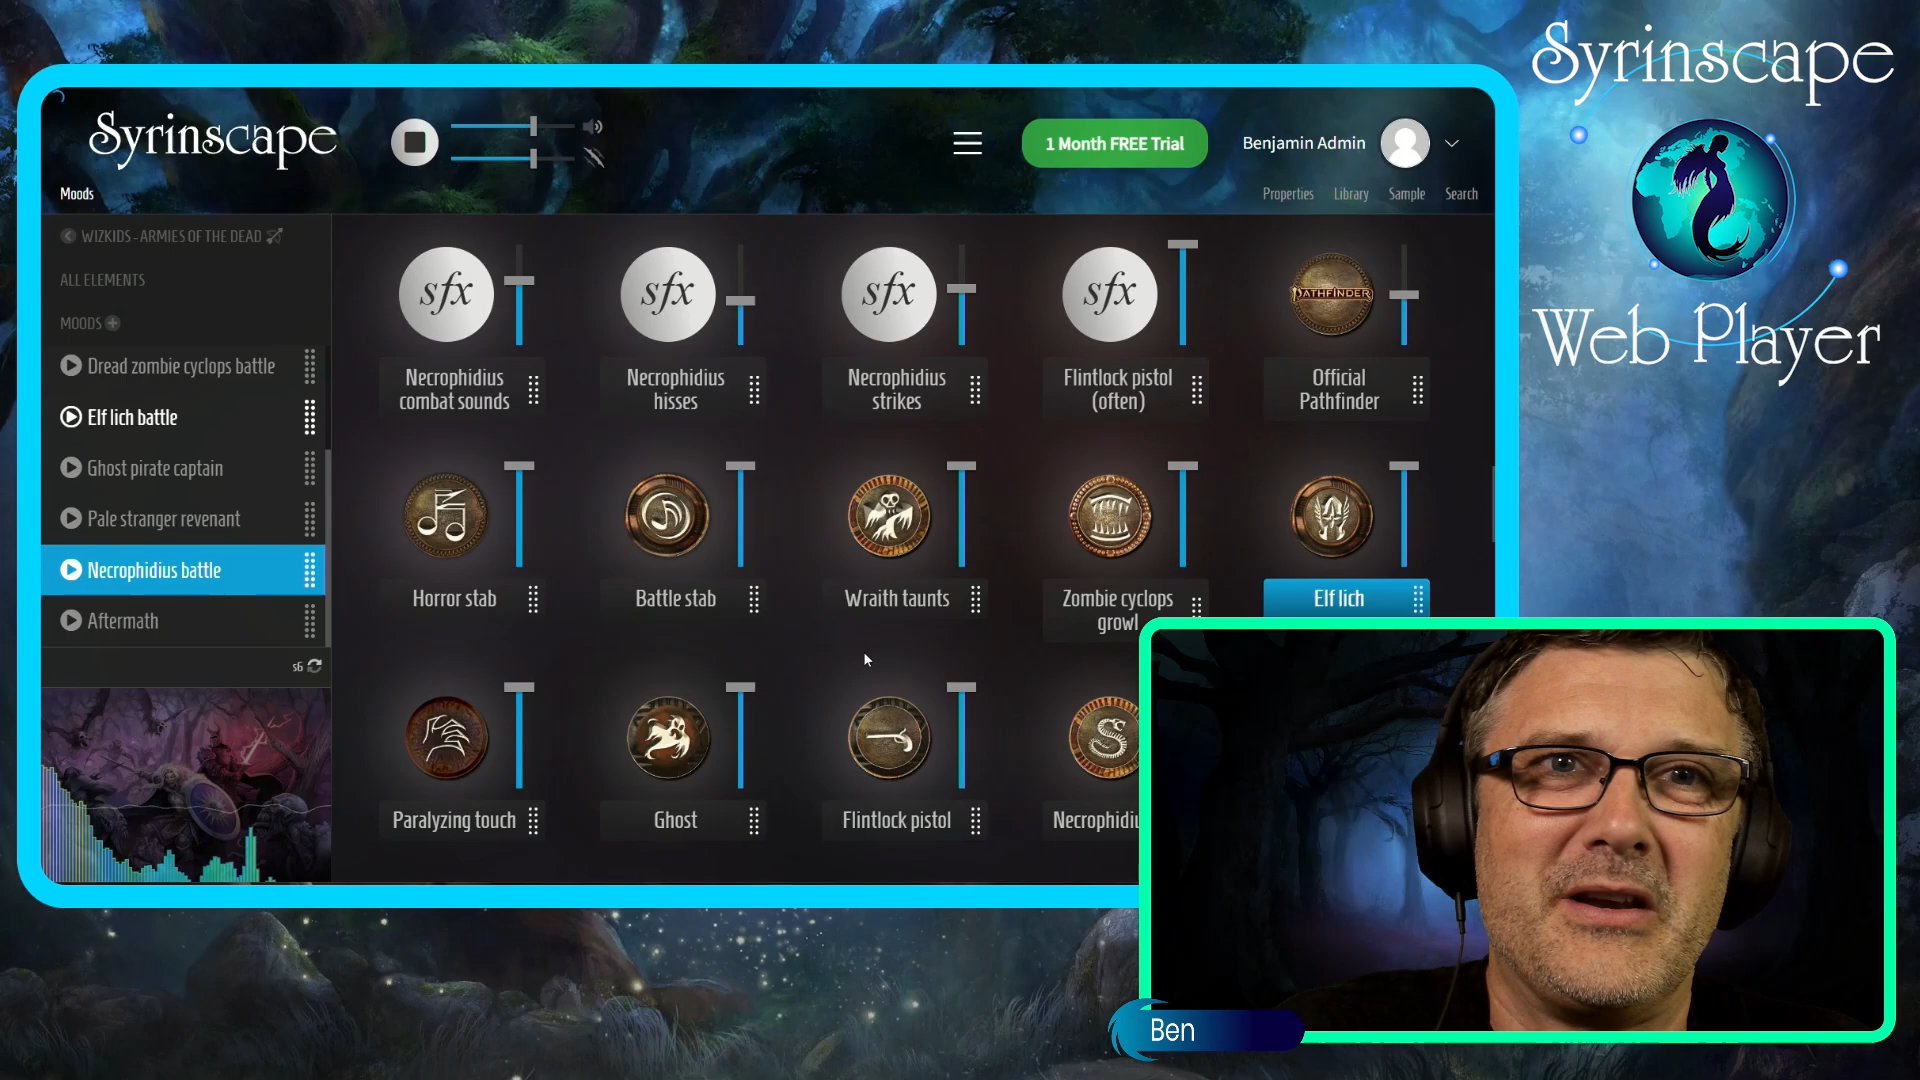 Syrinscape
Web Player
Syrinscape
1 Month FREE Trial
Benjamin Admin
Moods
Properties
Library
Sample
Search
WIZKIDS - ARMIES OF THE DEAD
ALL ELEMENTS
MOODS
Dread zombie cyclops battle
Elf lich battle
Ghost pirate captain
Pale stranger revenant
Necrophidius battle
Aftermath
s6
sfx
sfx
sfx
sfx
PATHFINDER
Necrophidius
combat sounds
Necrophidius
hisses
Necrophidius
strikes
Flintlock pistol
(often)
Official
Pathfinder
Horror stab
Battle stab
Wraith taunts
Zombie cyclops
growl
Elf lich
Paralyzing touch
Ghost
Flintlock pistol
Necrophidiu
Ben